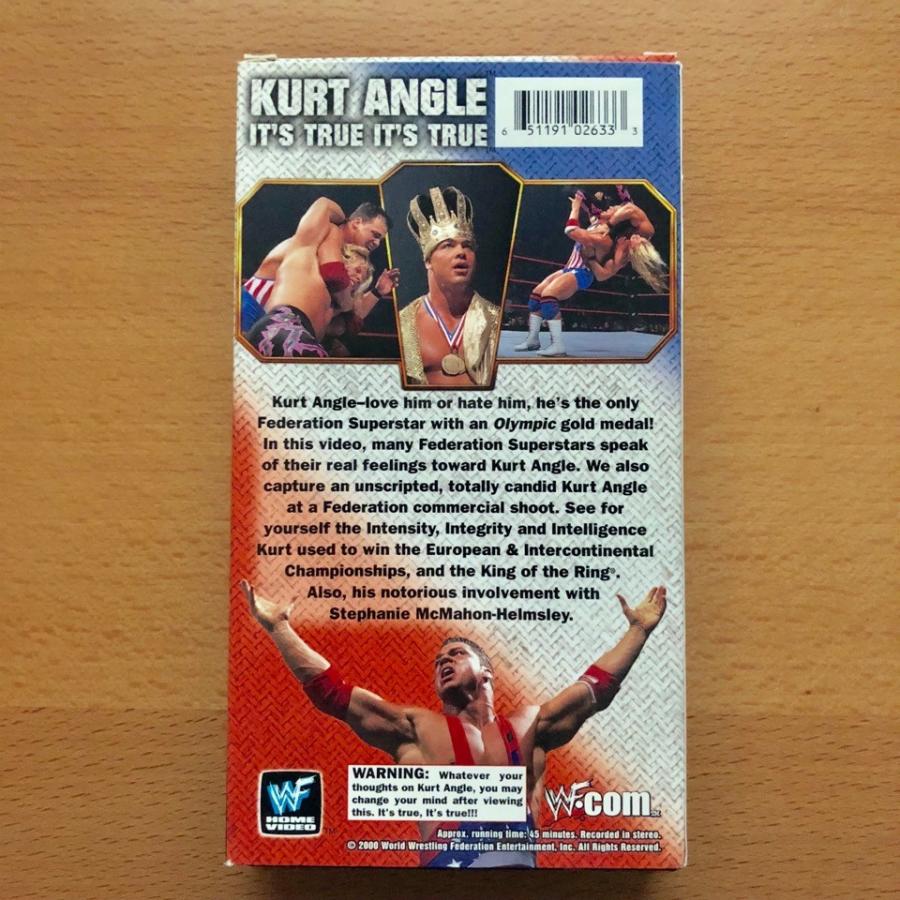 KURT ANGLE
IT'S TRUE IT'S TRUE
6 51191 02633 3
Kurt Angle–love him or hate him, he's the only
Federation Superstar with an Olympic gold medal!
In this video, many Federation Superstars speak
of their real feelings toward Kurt Angle. We also
capture an unscripted, totally candid Kurt Angle
at a Federation commercial shoot. See for
yourself the Intensity, Integrity and Intelligence
Kurt used to win the European & Intercontinental
Championships, and the King of the Ring®.
Also, his notorious involvement with
Stephanie McMahon-Helmsley.
WARNING: Whatever your
thoughts on Kurt Angle, you may
change your mind after viewing
this. It's true, It's true!!!
WF
HOME
VIDEO™
WF.com™
Approx. running time: 45 minutes. Recorded in stereo.
© 2000 World Wrestling Federation Entertainment, Inc. All Rights Reserved.